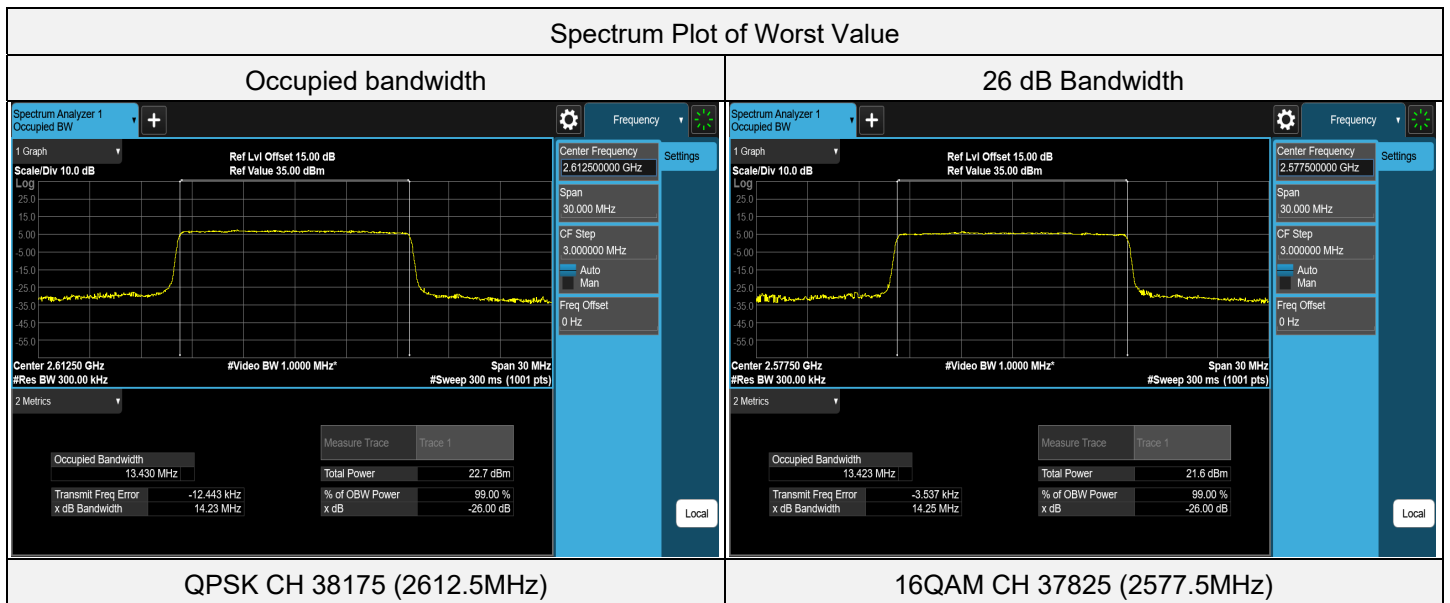 Spectrum Plot of Worst Value
Occupied bandwidth
26 dB Bandwidth
Spectrum Analyzer 1
Occupied BW
+
Frequency
1 Graph
Scale/Div 10.0 dB
Ref Lvl Offset 15.00 dB
Ref Value 35.00 dBm
Log
25.0
15.0
5.00
-5.00
-15.0
-25.0
-35.0
-45.0
-55.0
Center 2.61250 GHz
#Res BW 300.00 kHz
#Video BW 1.0000 MHz*
Span 30 MHz
#Sweep 300 ms (1001 pts)
Center Frequency
2.612500000 GHz
Settings
Span
30.000 MHz
CF Step
3.000000 MHz
Auto
Man
Freq Offset
0 Hz
2 Metrics
Measure Trace Trace 1
Occupied Bandwidth
13.430 MHz
Total Power 22.7 dBm
Transmit Freq Error -12.443 kHz
% of OBW Power 99.00 %
x dB Bandwidth 14.23 MHz
x dB -26.00 dB
Local
Spectrum Analyzer 1
Occupied BW
+
Frequency
1 Graph
Scale/Div 10.0 dB
Ref Lvl Offset 15.00 dB
Ref Value 35.00 dBm
Log
25.0
15.0
5.00
-5.00
-15.0
-25.0
-35.0
-45.0
-55.0
Center 2.57750 GHz
#Res BW 300.00 kHz
#Video BW 1.0000 MHz*
Span 30 MHz
#Sweep 300 ms (1001 pts)
Center Frequency
2.577500000 GHz
Settings
Span
30.000 MHz
CF Step
3.000000 MHz
Auto
Man
Freq Offset
0 Hz
2 Metrics
Measure Trace Trace 1
Occupied Bandwidth
13.423 MHz
Total Power 21.6 dBm
Transmit Freq Error -3.537 kHz
% of OBW Power 99.00 %
x dB Bandwidth 14.25 MHz
x dB -26.00 dB
Local
QPSK CH 38175 (2612.5MHz)
16QAM CH 37825 (2577.5MHz)